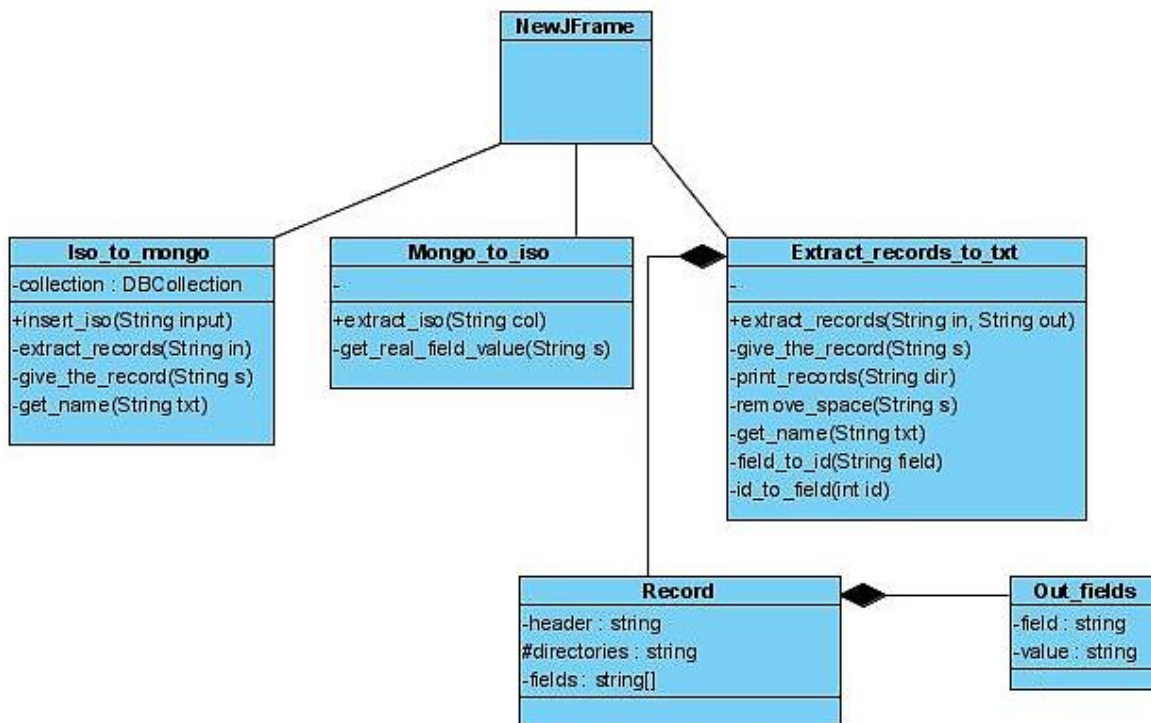 NewJFrame
Iso_to_mongo
-collection : DBCollection
+insert_iso(String input)
-extract_records(String in)
-give_the_record(String s)
-get_name(String txt)
Mongo_to_iso
-
+extract_iso(String col)
-get_real_field_value(String s)
Extract_records_to_txt
-
+extract_records(String in, String out)
-give_the_record(String s)
-print_records(String dir)
-remove_space(String s)
-get_name(String txt)
-field_to_id(String field)
-id_to_field(int id)
Record
-header : string
#directories : string
-fields : string[]
Out_fields
-field : string
-value : string